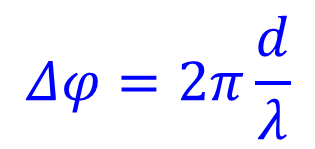 Δφ = 2π d/λ